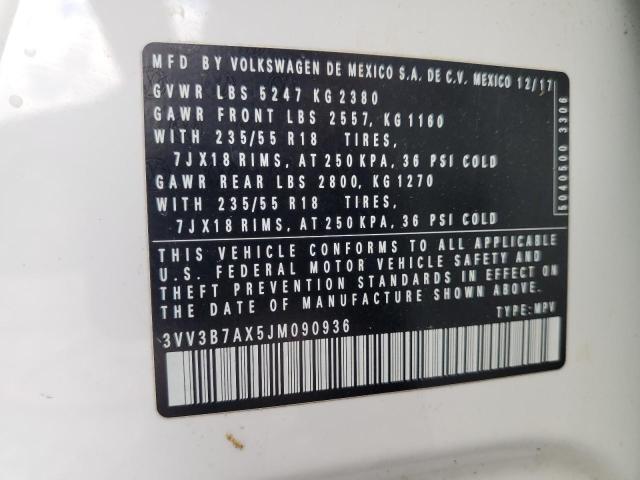 MFD BY VOLKSWAGEN DE MEXICO S.A. DE C.V. MEXICO 12/17
GVWR LBS 5247 KG 2380
GAWR FRONT LBS 2557, KG 1160
WITH 235/55 R18 TIRES,
7JX18 RIMS, AT 250 KPA, 36 PSI COLD
GAWR REAR LBS 2800, KG 1270
WITH 235/55 R18 TIRES,
7JX18 RIMS, AT 250 KPA, 36 PSI COLD
5040500 3306
THIS VEHICLE CONFORMS TO ALL APPLICABLE
U.S. FEDERAL MOTOR VEHICLE SAFETY AND
THEFT PREVENTION STANDARDS IN EFFECT ON
THE DATE OF MANUFACTURE SHOWN ABOVE.
3VV3B7AX5JM090936 TYPE:MPV